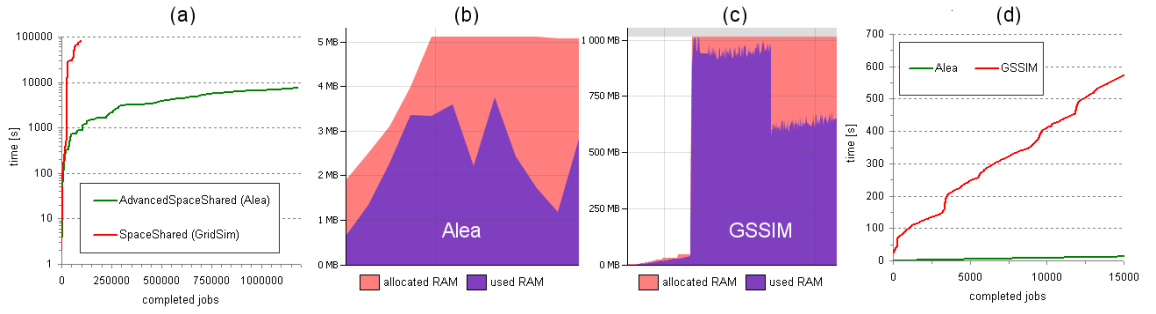 (a)
100000
10000
1000
100
10
1
time [s]
AdvancedSpaceShared (Alea)
SpaceShared (GridSim)
0 250000 500000 750000 1000000
completed jobs
(b)
5 MB
4 MB
3 MB
2 MB
1 MB
0 MB
Alea
allocated RAM used RAM
(c)
1 000 MB
750 MB
500 MB
250 MB
0 MB
GSSIM
allocated RAM used RAM
(d)
700
600
500
400
300
200
100
0
time [s]
Alea GSSIM
0 5000 10000 15000
completed jobs